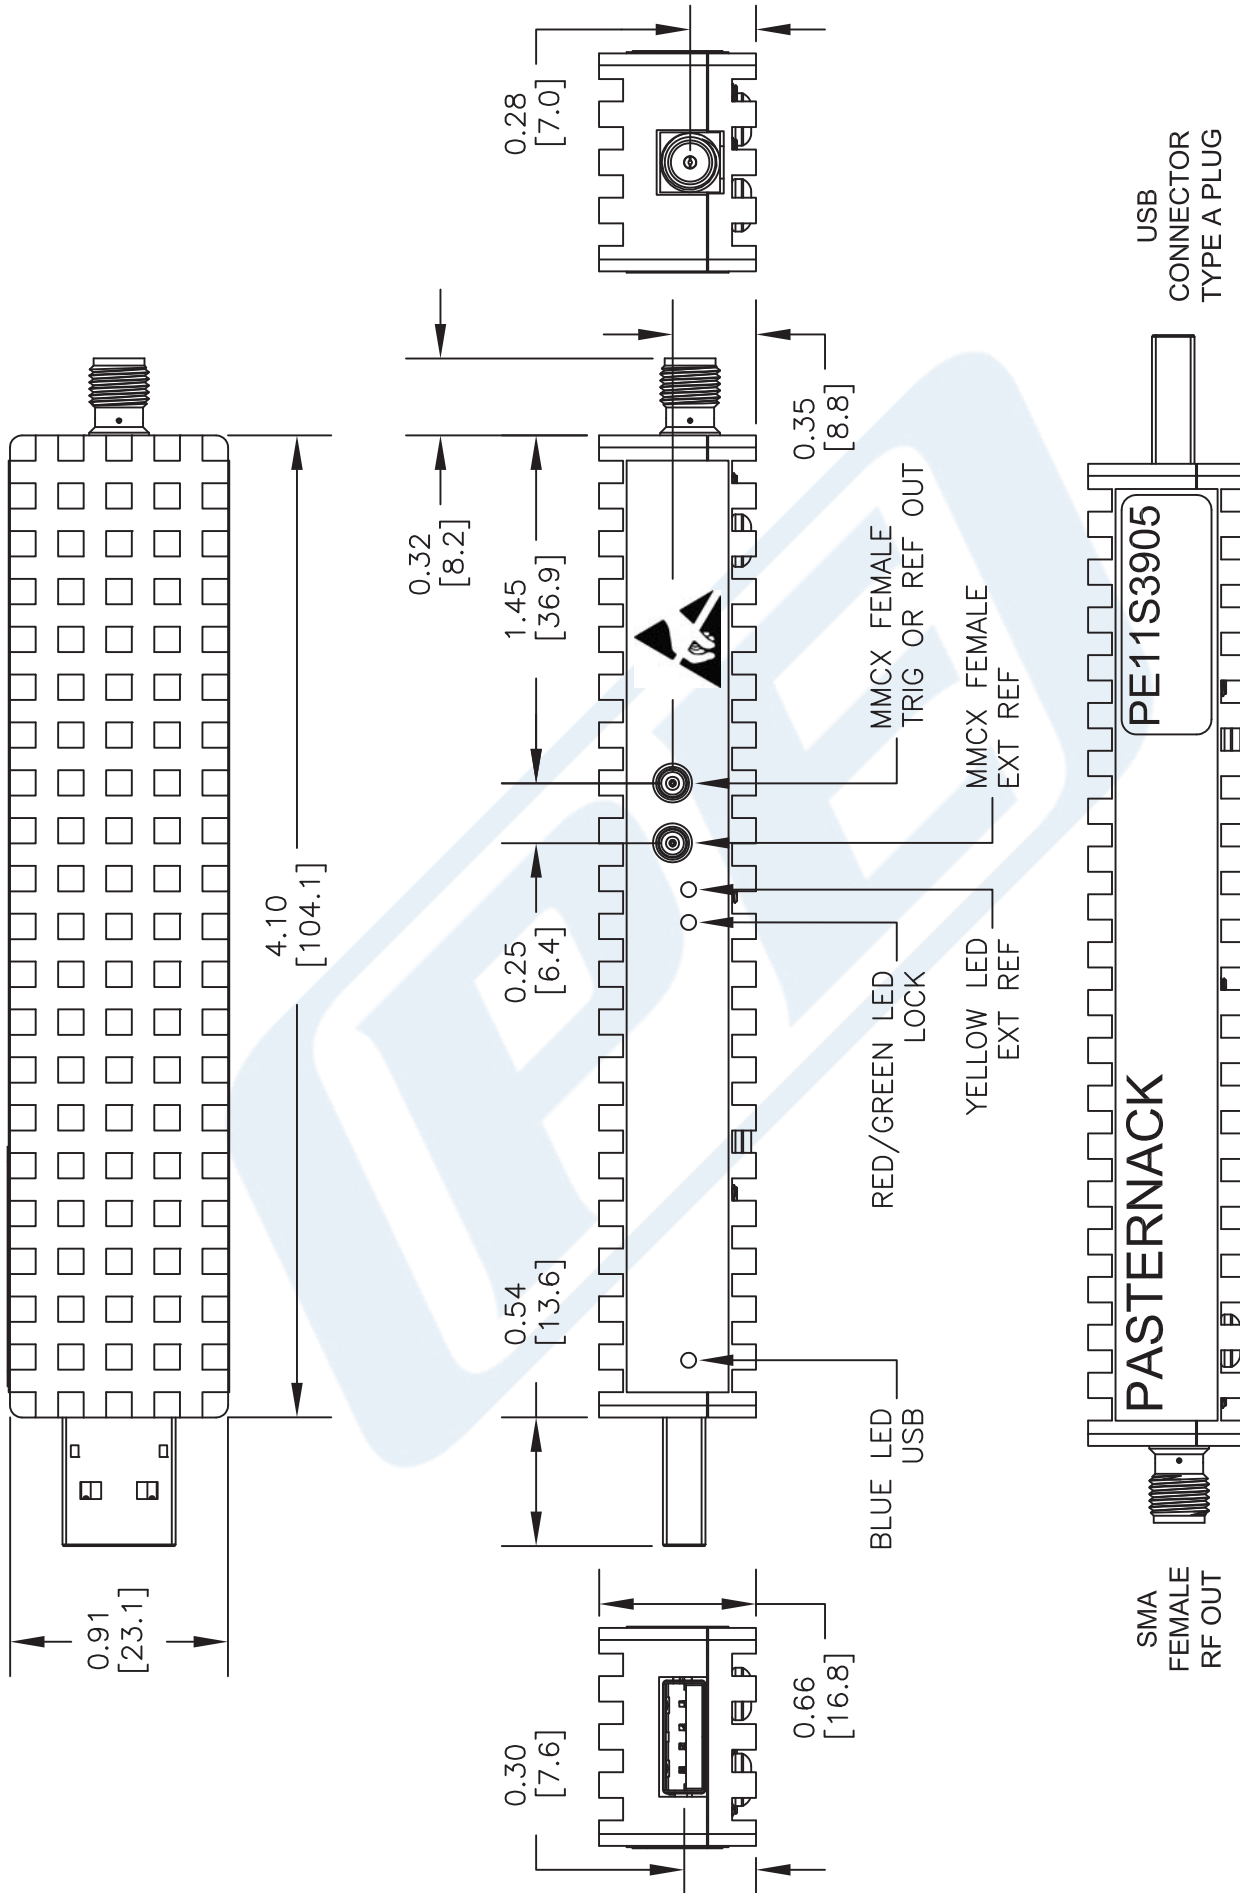 0.91
[23.1]
4.10
[104.1]
0.30
[7.6]
0.66
[16.8]
0.54
[13.6]
0.25
[6.4]
1.45
[36.9]
0.32
[8.2]
0.35
[8.8]
0.28
[7.0]
BLUE LED
USB
RED/GREEN LED
LOCK
YELLOW LED
EXT REF
MMCX FEMALE
EXT REF
MMCX FEMALE
TRIG OR REF OUT
SMA
FEMALE
RF OUT
PASTERNACK
PE11S3905
USB
CONNECTOR
TYPE A PLUG
PE